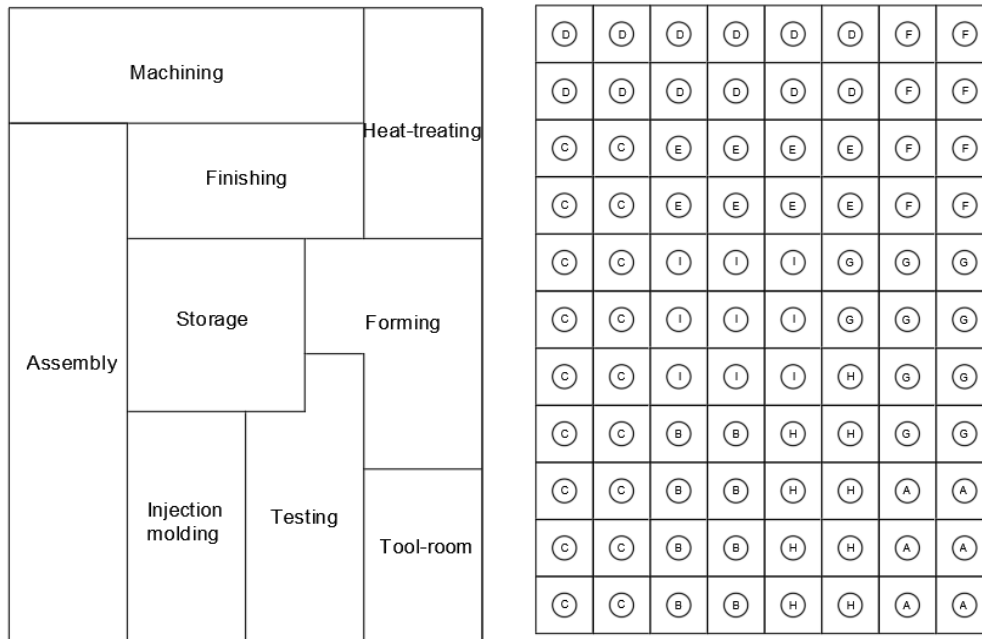 Machining
Heat-treating
Finishing
Storage
Forming
Assembly
Injection
molding
Testing
Tool-room
D D D D D D F F
D D D D D D F F
C C E E E E F F
C C E E E E F F
C C I I I G G G
C C I I I G G G
C C I I I H G G
C C B B H H G G
C C B B H H A A
C C B B H H A A
C C B B H H A A